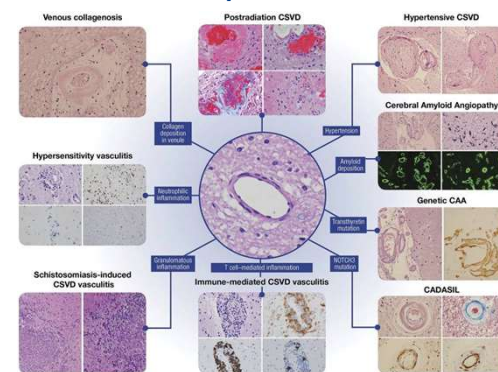 Venous collagenosis
Postradiation CSVD
Hypertensive CSVD
Collagen
deposition
in venule
Hypertension
Cerebral Amyloid Angiopathy
Hypersensitivity vasculitis
Neutrophilic
inflammation
Amyloid
deposition
Genetic CAA
Transthyretin
mutation
Granulomatous
inflammation
T cell-mediated inflammation
NOTCH3
mutation
Schistosomiasis-induced
CSVD vasculitis
Immune-mediated CSVD vasculitis
CADASIL